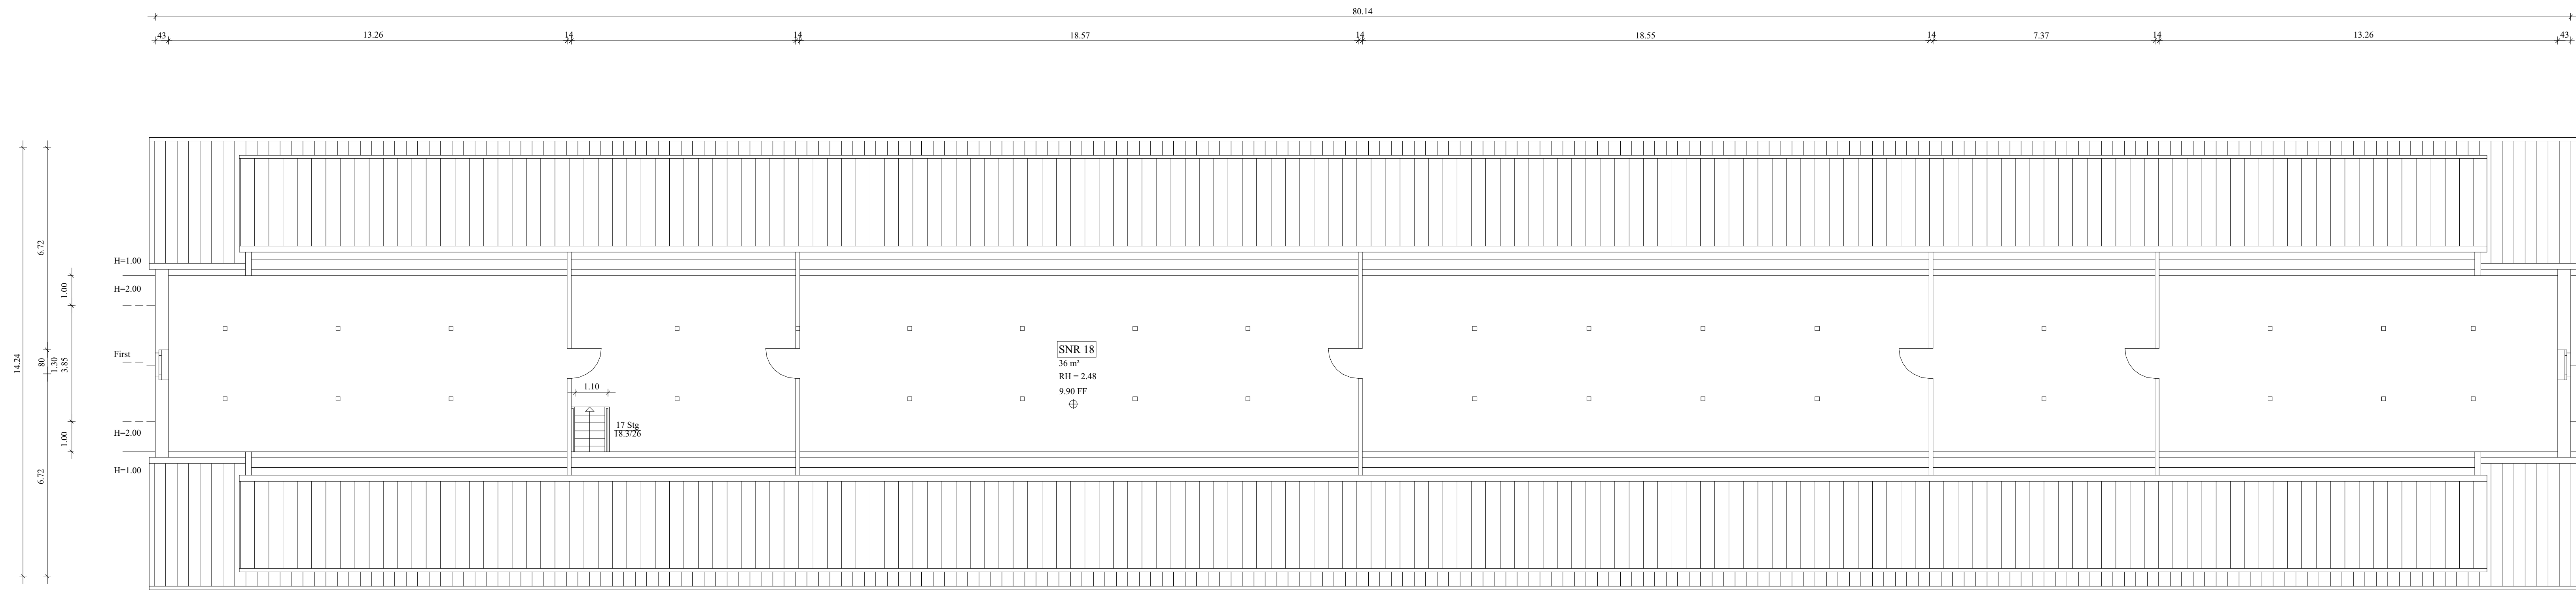 80.14
43 13.26 14 14 18.57 14 18.55 14 7.37 14 13.26 43
14.24
6.72
80
6.72
1.30
1.00
3.85
1.00
H=1.00
H=2.00
First
H=2.00
H=1.00
1.10
17 Stg
18.3/26
SNR 18
36 m²
RH = 2.48
9.90 FF